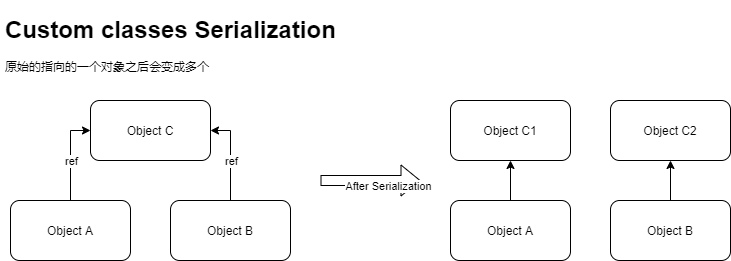 Custom classes Serialization
原始的指向的一个对象之后会变成多个
Object C
Object C1
Object C2
ref
ref
After Serialization
Object A
Object B
Object A
Object B